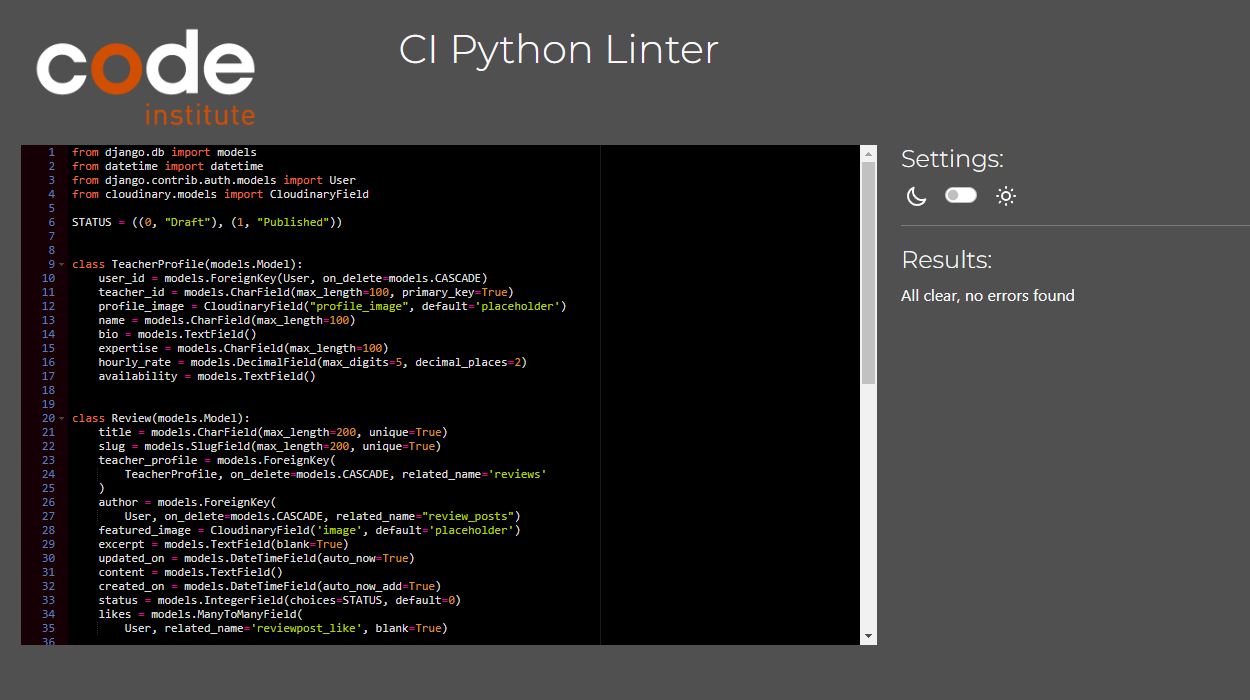 code
institute
CI Python Linter
1 from django.db import models
2 from datetime import datetime
3 from django.contrib.auth.models import User
4 from cloudinary.models import CloudinaryField
5
6 STATUS = ((0, "Draft"), (1, "Published"))
7
8
9 class TeacherProfile(models.Model):
10     user_id = models.ForeignKey(User, on_delete=models.CASCADE)
11     teacher_id = models.CharField(max_length=100, primary_key=True)
12     profile_image = CloudinaryField("profile_image", default='placeholder')
13     name = models.CharField(max_length=100)
14     bio = models.TextField()
15     expertise = models.CharField(max_length=100)
16     hourly_rate = models.DecimalField(max_digits=5, decimal_places=2)
17     availability = models.TextField()
18
19
20 class Review(models.Model):
21     title = models.CharField(max_length=200, unique=True)
22     slug = models.SlugField(max_length=200, unique=True)
23     teacher_profile = models.ForeignKey(
24         TeacherProfile, on_delete=models.CASCADE, related_name='reviews'
25     )
26     author = models.ForeignKey(
27         User, on_delete=models.CASCADE, related_name="review_posts")
28     featured_image = CloudinaryField('image', default='placeholder')
29     excerpt = models.TextField(blank=True)
30     updated_on = models.DateTimeField(auto_now=True)
31     content = models.TextField()
32     created_on = models.DateTimeField(auto_now_add=True)
33     status = models.IntegerField(choices=STATUS, default=0)
34     likes = models.ManyToManyField(
35         User, related_name='reviewpost_like', blank=True)
36
Settings:
Results:
All clear, no errors found